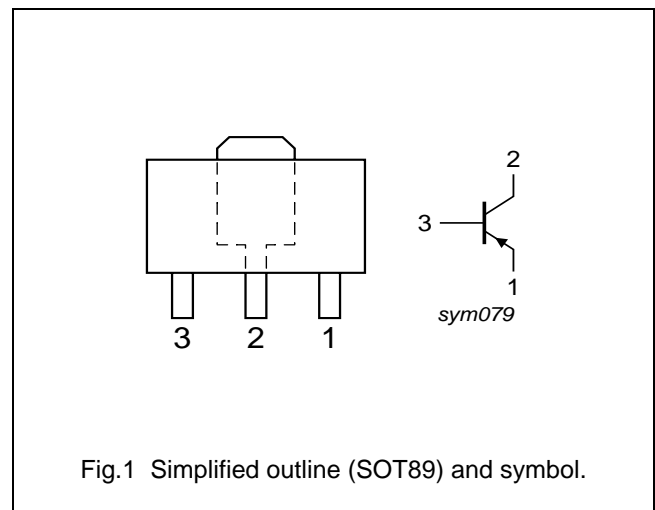 3 2 1
2
3
1
sym079
Fig.1 Simplified outline (SOT89) and symbol.